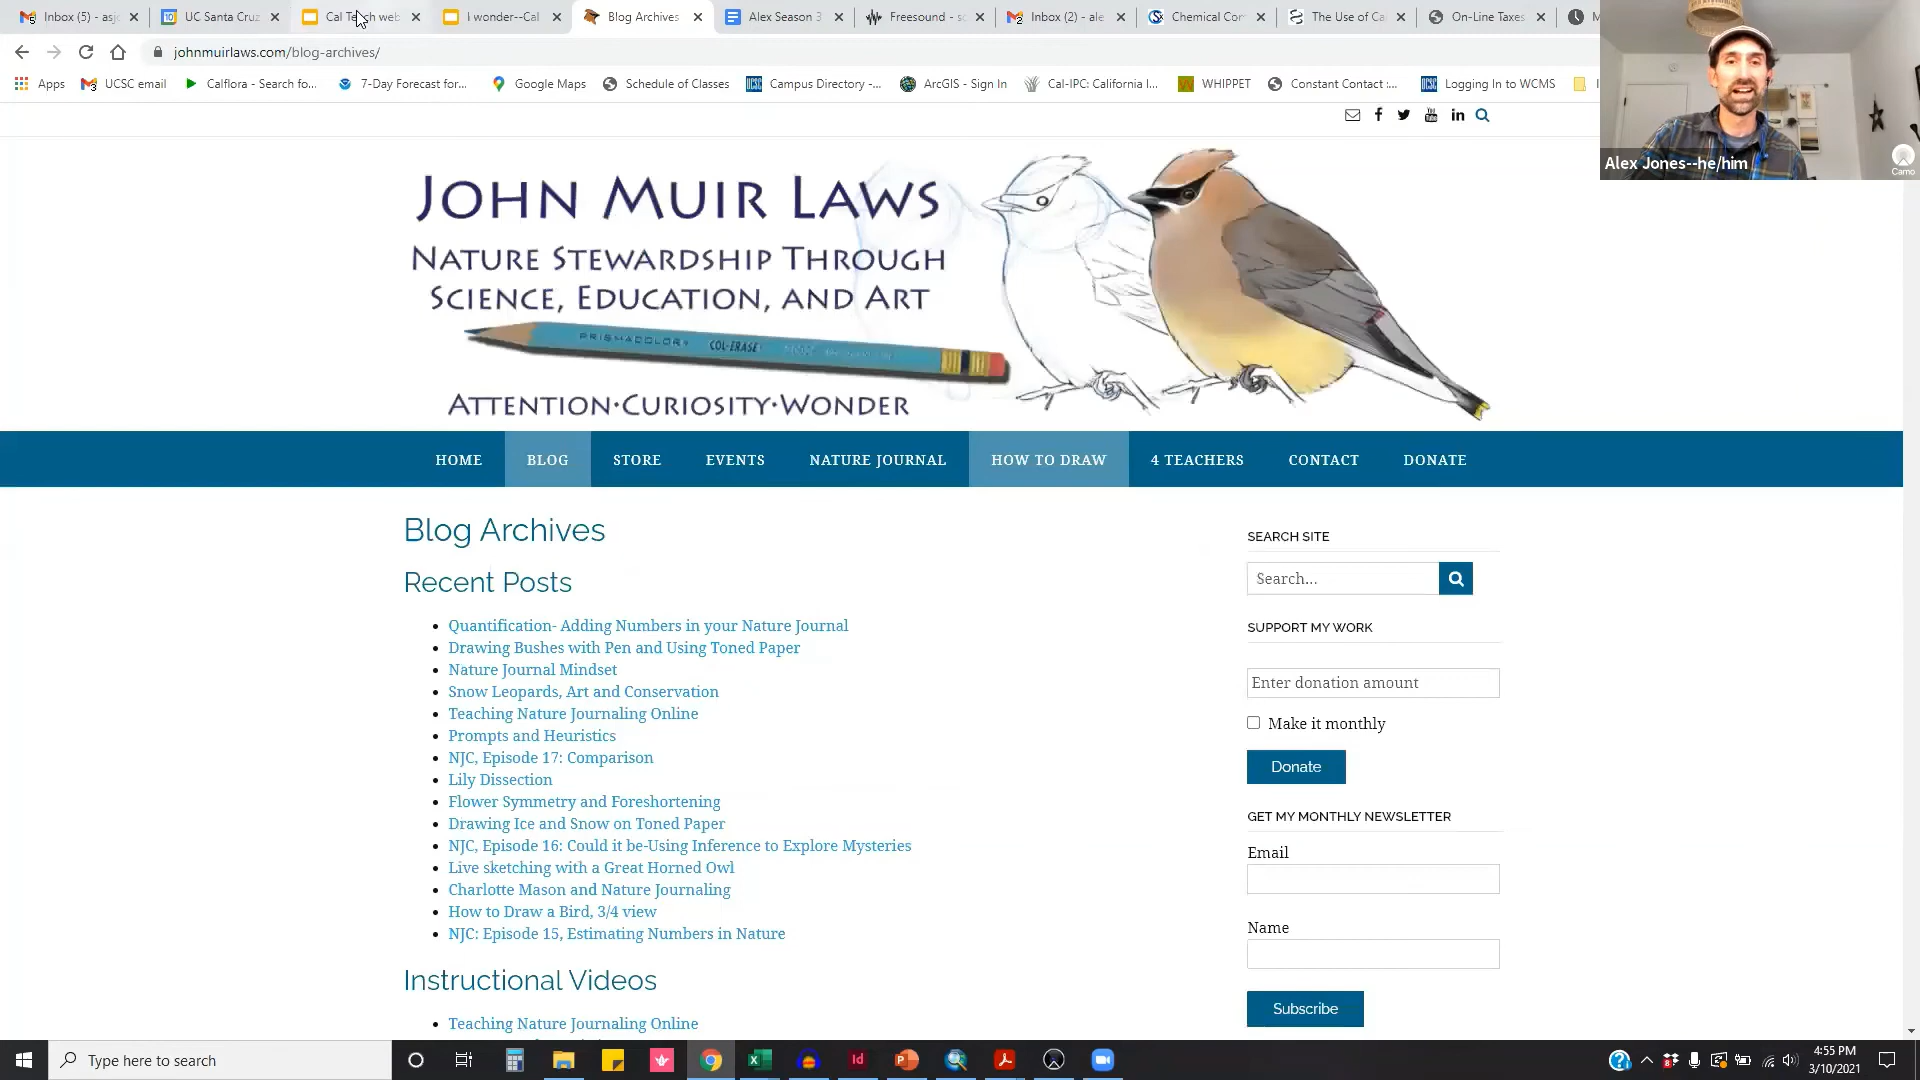 Inbox (5) - asjo
UC Santa Cruz
Cal Teach web
I wonder--Cal
Blog Archives
Alex Season 3
Freesound - s
Inbox (2) - ale
Chemical Con
The Use of Ca
On-Line Taxes
johnmuirlaws.com/blog-archives/
Apps
UCSC email
Calflora - Search fo...
7-Day Forecast for...
Google Maps
Schedule of Classes
Campus Directory -...
ArcGIS - Sign In
Cal-IPC: California I...
WHIPPET
Constant Contact :...
Logging In to WCMS
Alex Jones--he/him
Camo
John Muir Laws
Nature Stewardship Through
Science, Education, and Art
PRISMACOLOR COL-ERASE
Attention·Curiosity·Wonder
HOME
BLOG
STORE
EVENTS
NATURE JOURNAL
HOW TO DRAW
4 TEACHERS
CONTACT
DONATE
Blog Archives
Recent Posts
Quantification- Adding Numbers in your Nature Journal
Drawing Bushes with Pen and Using Toned Paper
Nature Journal Mindset
Snow Leopards, Art and Conservation
Teaching Nature Journaling Online
Prompts and Heuristics
NJC, Episode 17: Comparison
Lily Dissection
Flower Symmetry and Foreshortening
Drawing Ice and Snow on Toned Paper
NJC, Episode 16: Could it be-Using Inference to Explore Mysteries
Live sketching with a Great Horned Owl
Charlotte Mason and Nature Journaling
How to Draw a Bird, 3/4 view
NJC: Episode 15, Estimating Numbers in Nature
Instructional Videos
Teaching Nature Journaling Online
SEARCH SITE
Search...
SUPPORT MY WORK
Enter donation amount
Make it monthly
Donate
GET MY MONTHLY NEWSLETTER
Email
Name
Subscribe
Type here to search
4:55 PM
3/10/2021